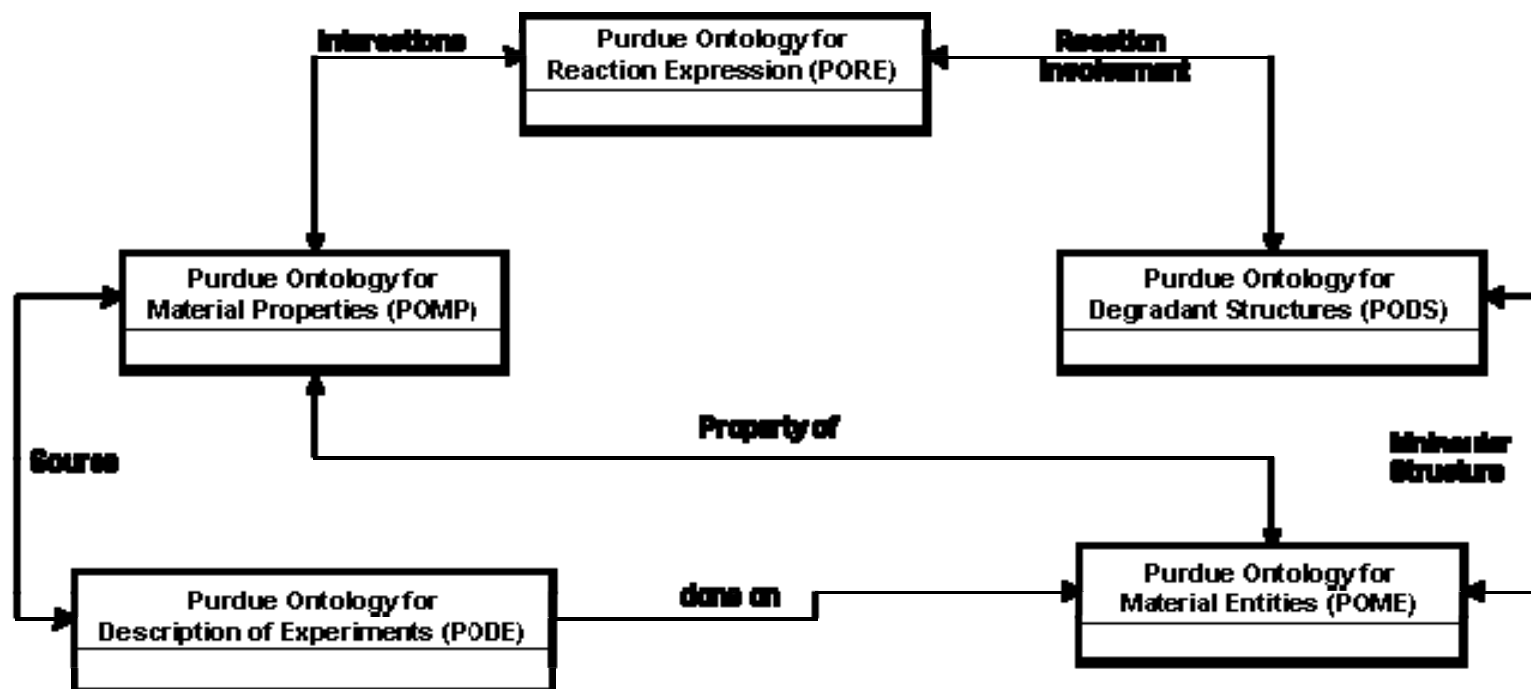 Interactions
Purdue Ontology for
Reaction Expression (PORE)
Reaction
Involvement
Purdue Ontology for
Material Properties (POMP)
Purdue Ontology for
Degradant Structures (PODS)
Property of
Source
Structure
Purdue Ontology for
Description of Experiments (PODE)
done on
Purdue Ontology for
Material Entities (POME)